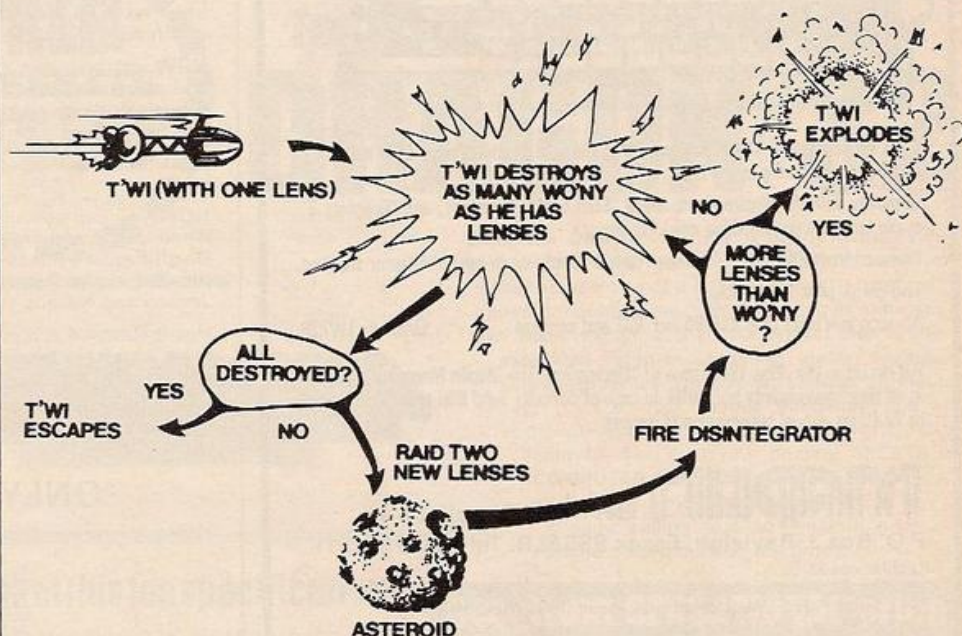 T'WI (WITH ONE LENS)
T'WI DESTROYS
AS MANY WO'NY
AS HE HAS
LENSES
T'WI
EXPLODES
NO
YES
MORE
LENSES
THAN
WO'NY
?
ALL
DESTROYED?
YES
T'WI
ESCAPES
NO
RAID TWO
NEW LENSES
FIRE DISINTEGRATOR
ASTEROID